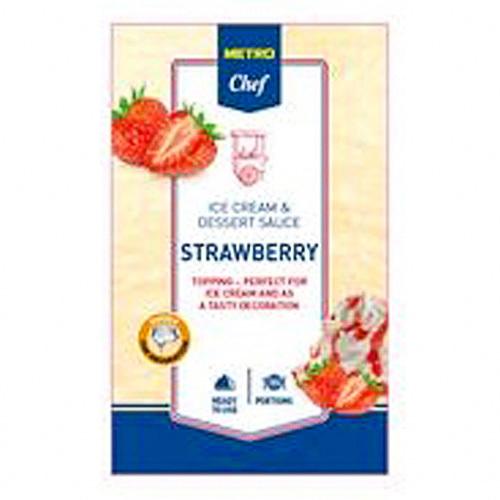 METRO
Chef
ICE CREAM &
DESSERT SAUCE
STRAWBERRY
TOPPING – PERFECT FOR
ICE CREAM AND AS
A TASTY DECORATION
READY
TO USE
PORTIONS